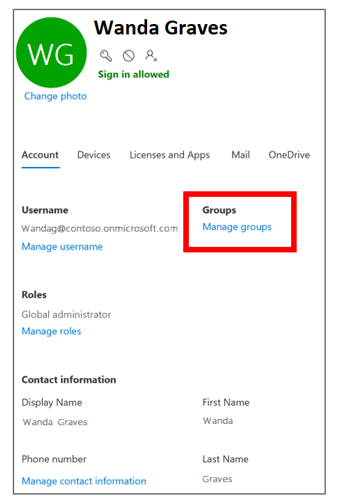 WG
Wanda Graves
Sign in allowed
Change photo
Account Devices Licenses and Apps Mail OneDrive
Username Groups
Wandag@contoso.onmicrosoft.com Manage groups
Manage username
Roles
Global administrator
Manage roles
Contact information
Display Name First Name
Wanda Graves Wanda
Phone number Last Name
Manage contact information Graves